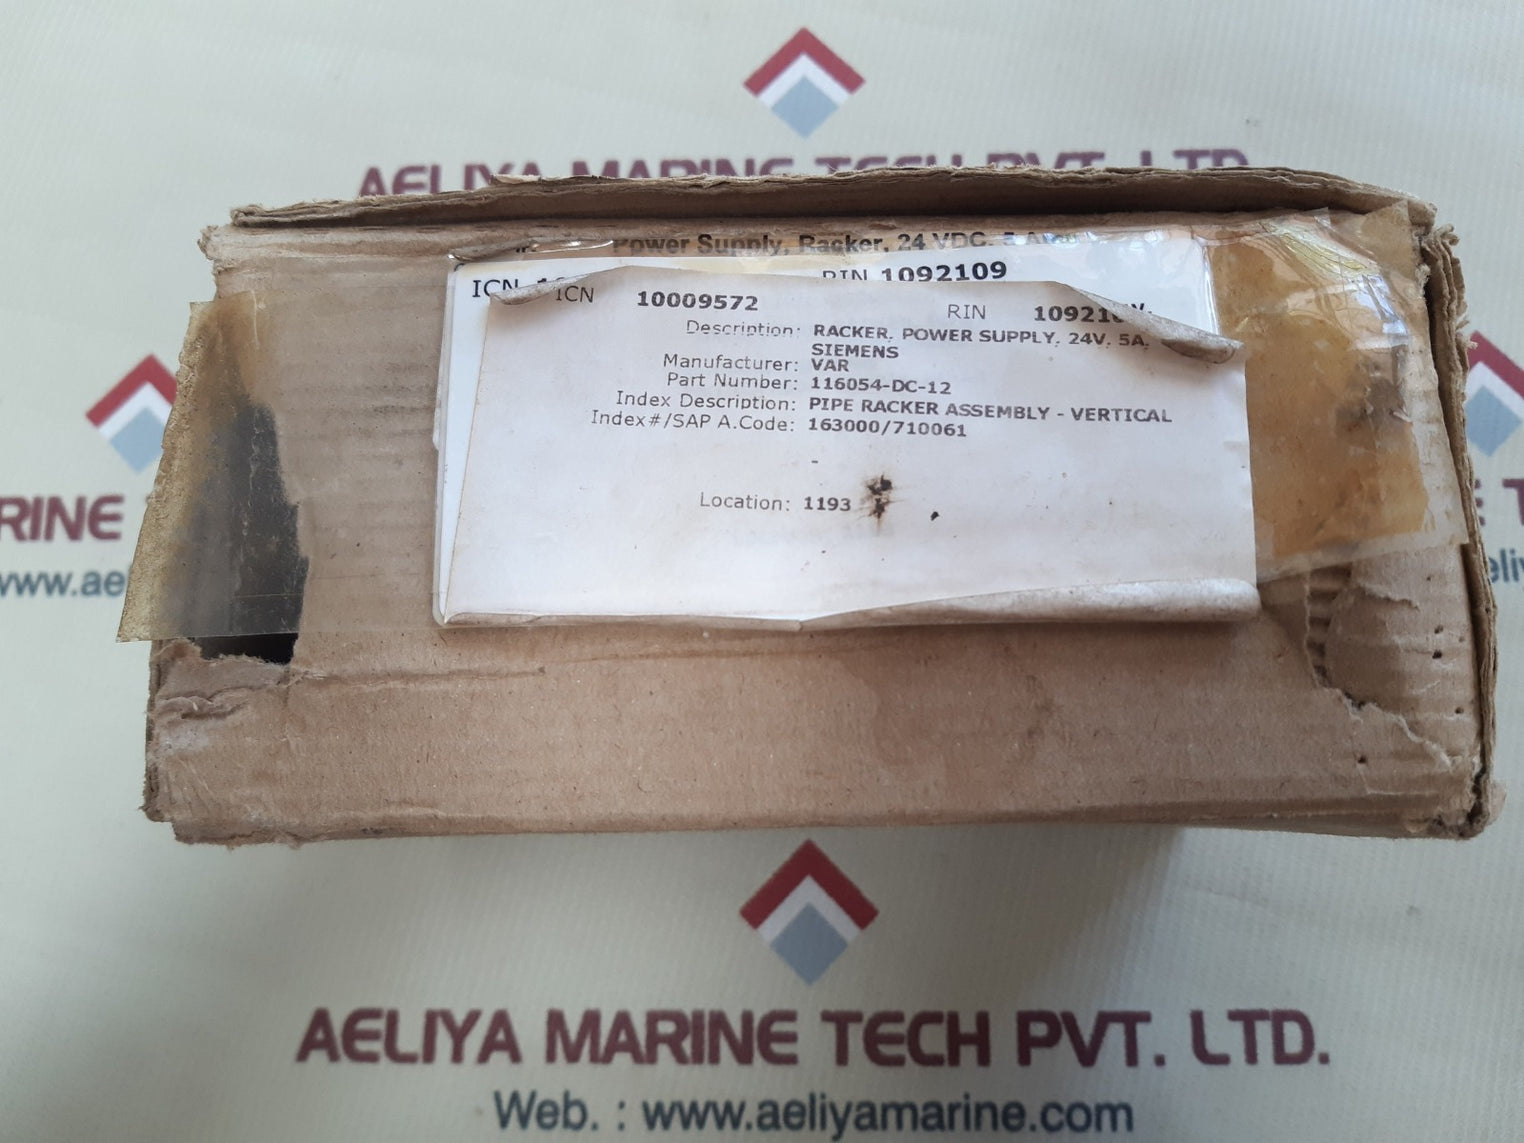 AELIYA MARINE TECH PVT. LTD.
Power Supply, Racker, 24 VDC, 5 Amp
ICN RIN 1092109
ICN 10009572 RIN
Description: RACKER, POWER SUPPLY, 24V, 5A,
SIEMENS
Manufacturer: VAR
Part Number: 116054-DC-12
Index Description: PIPE RACKER ASSEMBLY - VERTICAL
Index#/SAP A.Code: 163000/710061
-
Location: 1193
RINE
www.ae
AELIYA MARINE TECH PVT. LTD.
Web. : www.aeliyamarine.com